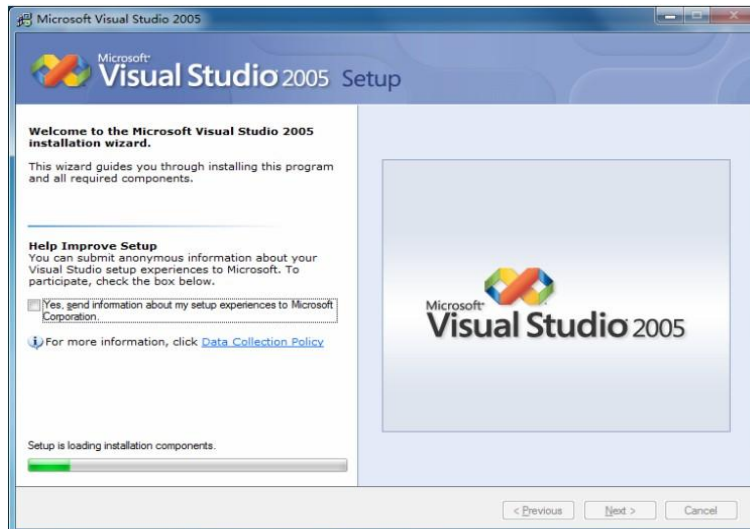 Microsoft Visual Studio 2005
Microsoft
Visual Studio 2005 Setup
Welcome to the Microsoft Visual Studio 2005
installation wizard.
This wizard guides you through installing this program
and all required components.
Help Improve Setup
You can submit anonymous information about your
Visual Studio setup experiences to Microsoft. To
participate, check the box below.
Yes, send information about my setup experiences to Microsoft
Corporation.
For more information, click Data Collection Policy
Setup is loading installation components.
Microsoft
Visual Studio 2005
< Previous
Next >
Cancel